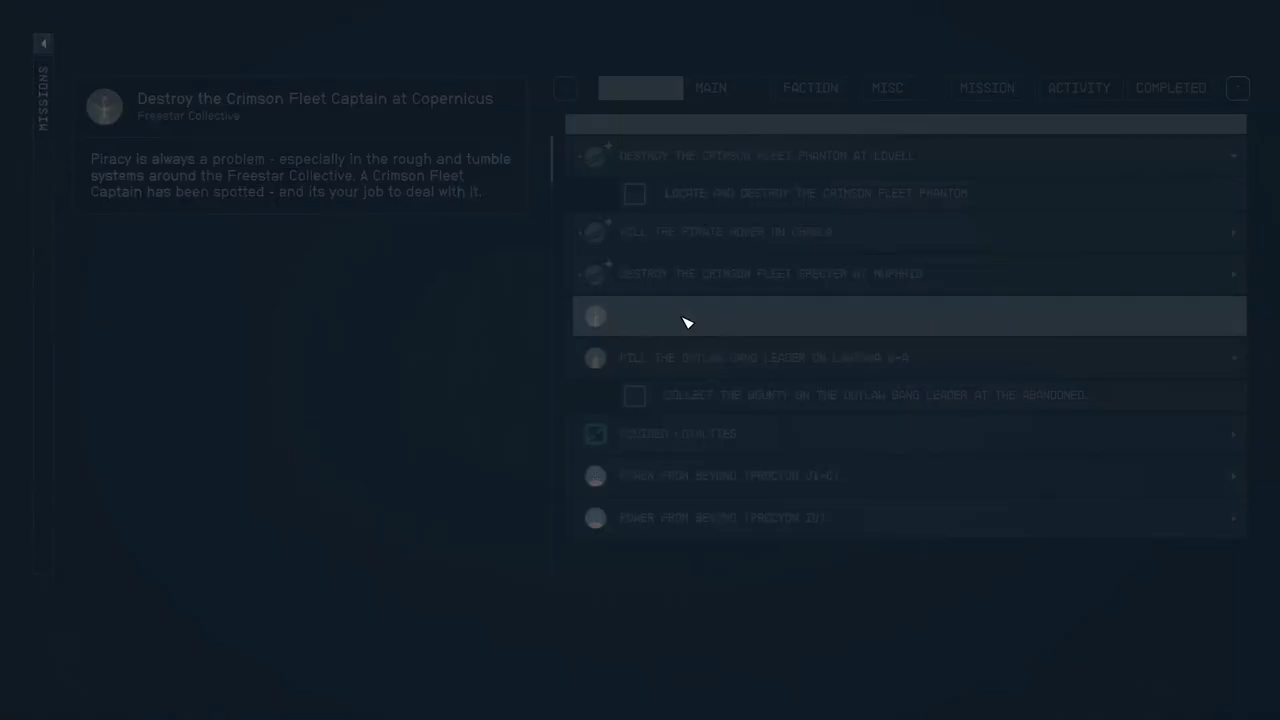 MISSIONS
Destroy the Crimson Fleet Captain at Copernicus
Freestar Collective
Piracy is always a problem - especially in the rough and tumble
systems around the Freestar Collective. A Crimson Fleet
Captain has been spotted - and its your job to deal with it.
MAIN FACTION MISC MISSION ACTIVITY COMPLETED
DESTROY THE CRIMSON FLEET PHANTOM AT LOVELL
LOCATE AND DESTROY THE CRIMSON FLEET PHANTOM
KILL THE PIRATE ON
DESTROY THE CRIMSON FLEET SPECTER AT MUPHRID
KILL THE OUTLAW GANG LEADER ON
COLLECT THE BOUNTY ON THE OUTLAW GANG LEADER AT THE ABANDONED
LOYALTIES
POWER FROM BEYOND (PROCYON
POWER FROM BEYOND (PROCYON